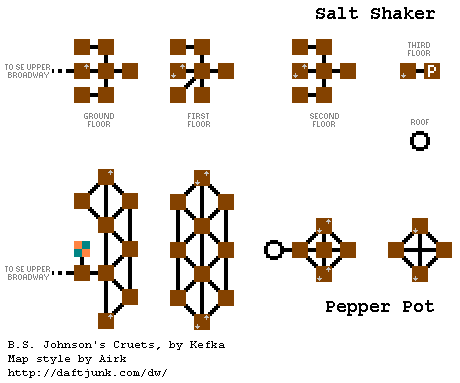 Salt Shaker
THIRD
FLOOR
P
TO SE UPPER
BROADWAY
GROUND
FLOOR
FIRST
FLOOR
SECOND
FLOOR
ROOF
TO SE UPPER
BROADWAY
Pepper Pot
B.S. Johnson's Cruets, by Kefka
Map style by Airk
http://daftjunk.com/dw/